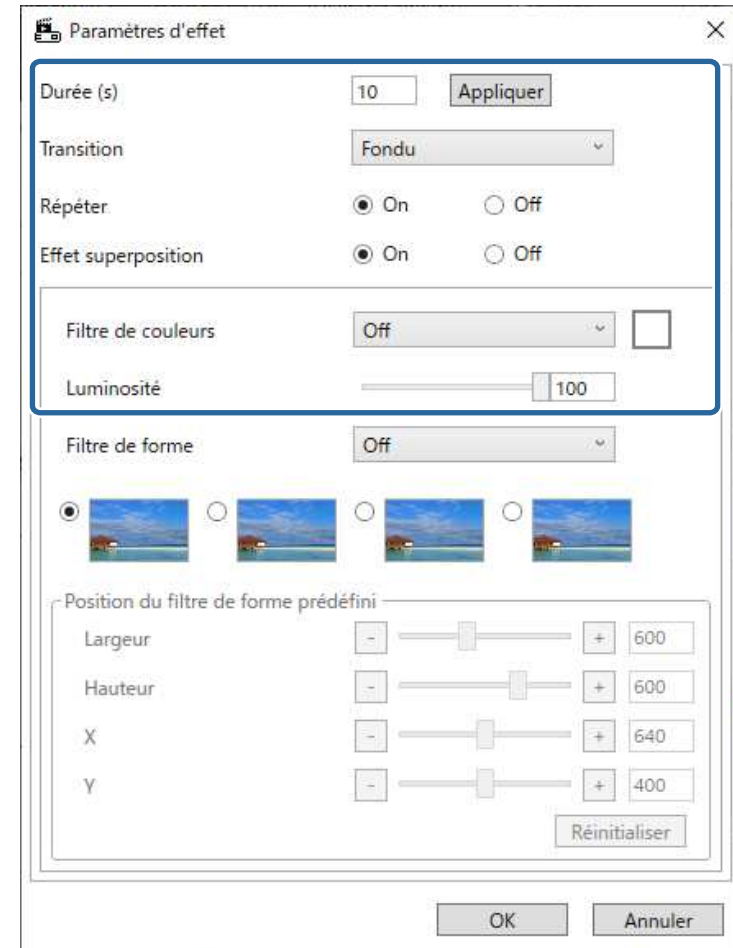 Paramètres d'effet
Durée (s) 10 Appliquer
Transition Fondu
Répéter On Off
Effet superposition On Off
Filtre de couleurs Off
Luminosité 100
Filtre de forme Off
Position du filtre de forme prédéfini
Largeur - + 600
Hauteur - + 600
X - + 640
Y - + 400
Réinitialiser
OK Annuler